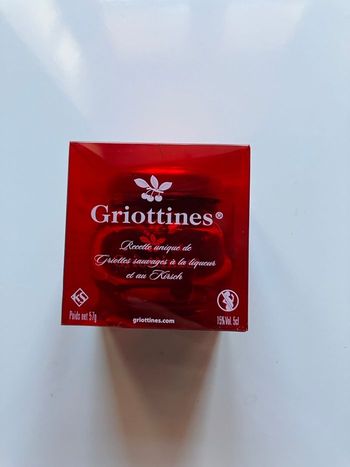 Griottines®
Recette unique de
Griottes sauvages à la liqueur
et au Kirsch
Poids net 57g
griottines.com
15%Vol. 5cl